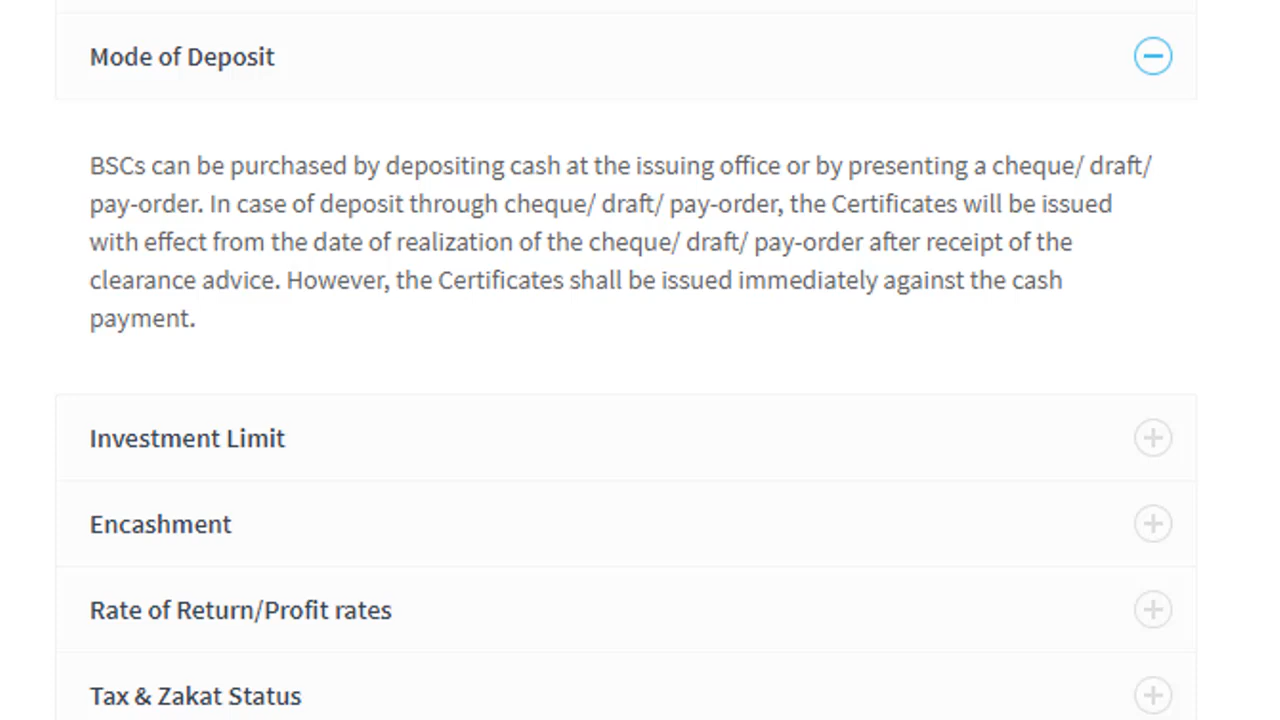 Mode of Deposit
BSCs can be purchased by depositing cash at the issuing office or by presenting a cheque/ draft/
pay-order. In case of deposit through cheque/ draft/ pay-order, the Certificates will be issued
with effect from the date of realization of the cheque/ draft/ pay-order after receipt of the
clearance advice. However, the Certificates shall be issued immediately against the cash
payment.
Investment Limit
Encashment
Rate of Return/Profit rates
Tax & Zakat Status